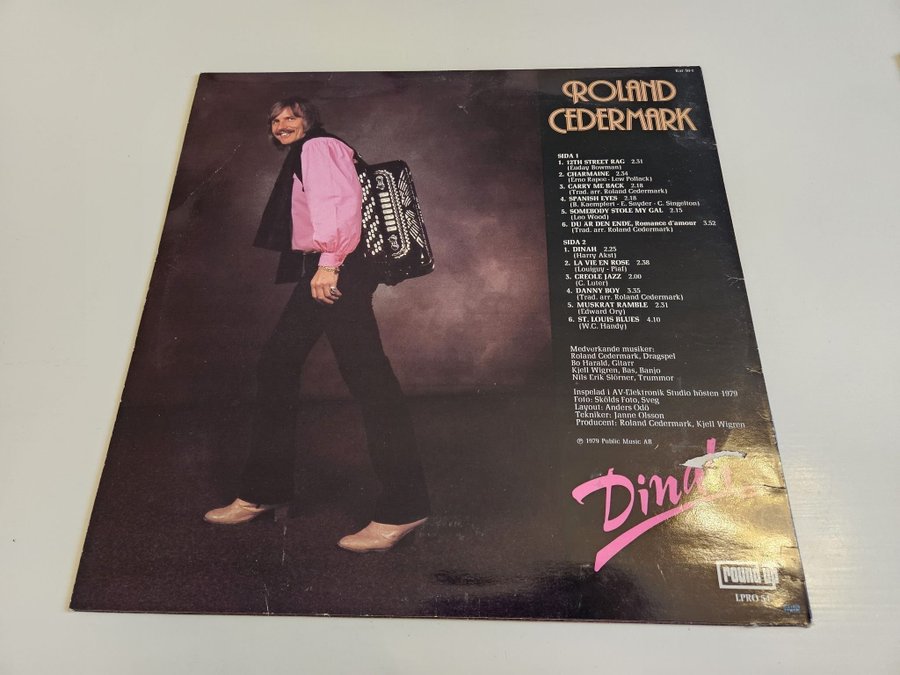 ROLAND
CEDERMARK
SIDA 1
1. 12TH STREET RAG 2.31
(Euday Bowman)
2. CHARMAINE 2.54
(Erno Rapee - Lew Pollack)
3. CARRY ME BACK 2.18
(Trad. arr. Roland Cedermark)
4. SPANISH EYES 2.18
(B. Kaempfert - E. Snyder - C. Singelton)
5. SOMEBODY STOLE MY GAL 2.15
(Leo Wood)
6. DU ÄR DEN ENDE, Romance d'amour 3.52
(Trad. arr. Roland Cedermark)
SIDA 2
1. DINAH 2.25
(Harry Akst)
2. LA VIE EN ROSE 2.38
(Louiguy - Piaf)
3. CREOLE JAZZ 2.00
(C. Luter)
4. DANNY BOY 3.35
(Trad. arr. Roland Cedermark)
5. MUSKRAT RAMBLE 2.31
(Edward Ory)
6. ST. LOUIS BLUES 4.10
(W.C. Handy)
Medverkande musiker:
Roland Cedermark, Dragspel
Bo Harald, Gitarr
Kjell Wigren, Bas, Banjo
Nils Erik Slörner, Trummor
Inspelad i AV-Elektronik Studio hösten 1979
Foto: Skölds Foto, Sveg
Layout: Anders Odö
Tekniker: Janne Olsson
Producent: Roland Cedermark, Kjell Wigren
℗ 1979 Public Music AB
round up
LPRO